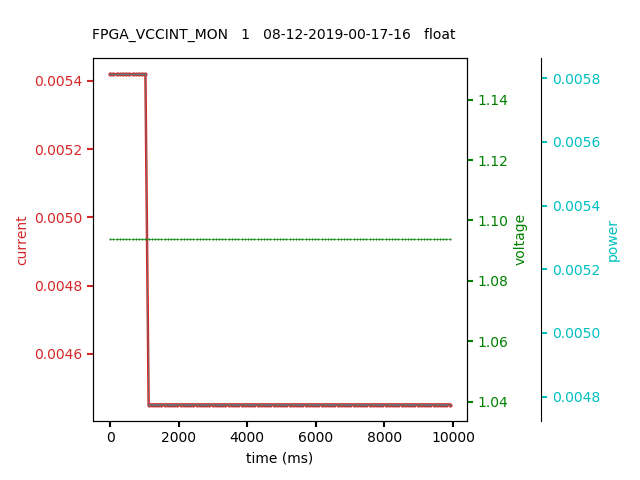 FPGA_VCCINT_MON 1 08-12-2019-00-17-16 float
0.0054
0.0052
0.0050
0.0048
0.0046
current
1.14
1.12
1.10
1.08
1.06
1.04
voltage
0.0058
0.0056
0.0054
0.0052
0.0050
0.0048
power
0 2000 4000 6000 8000 10000
time (ms)